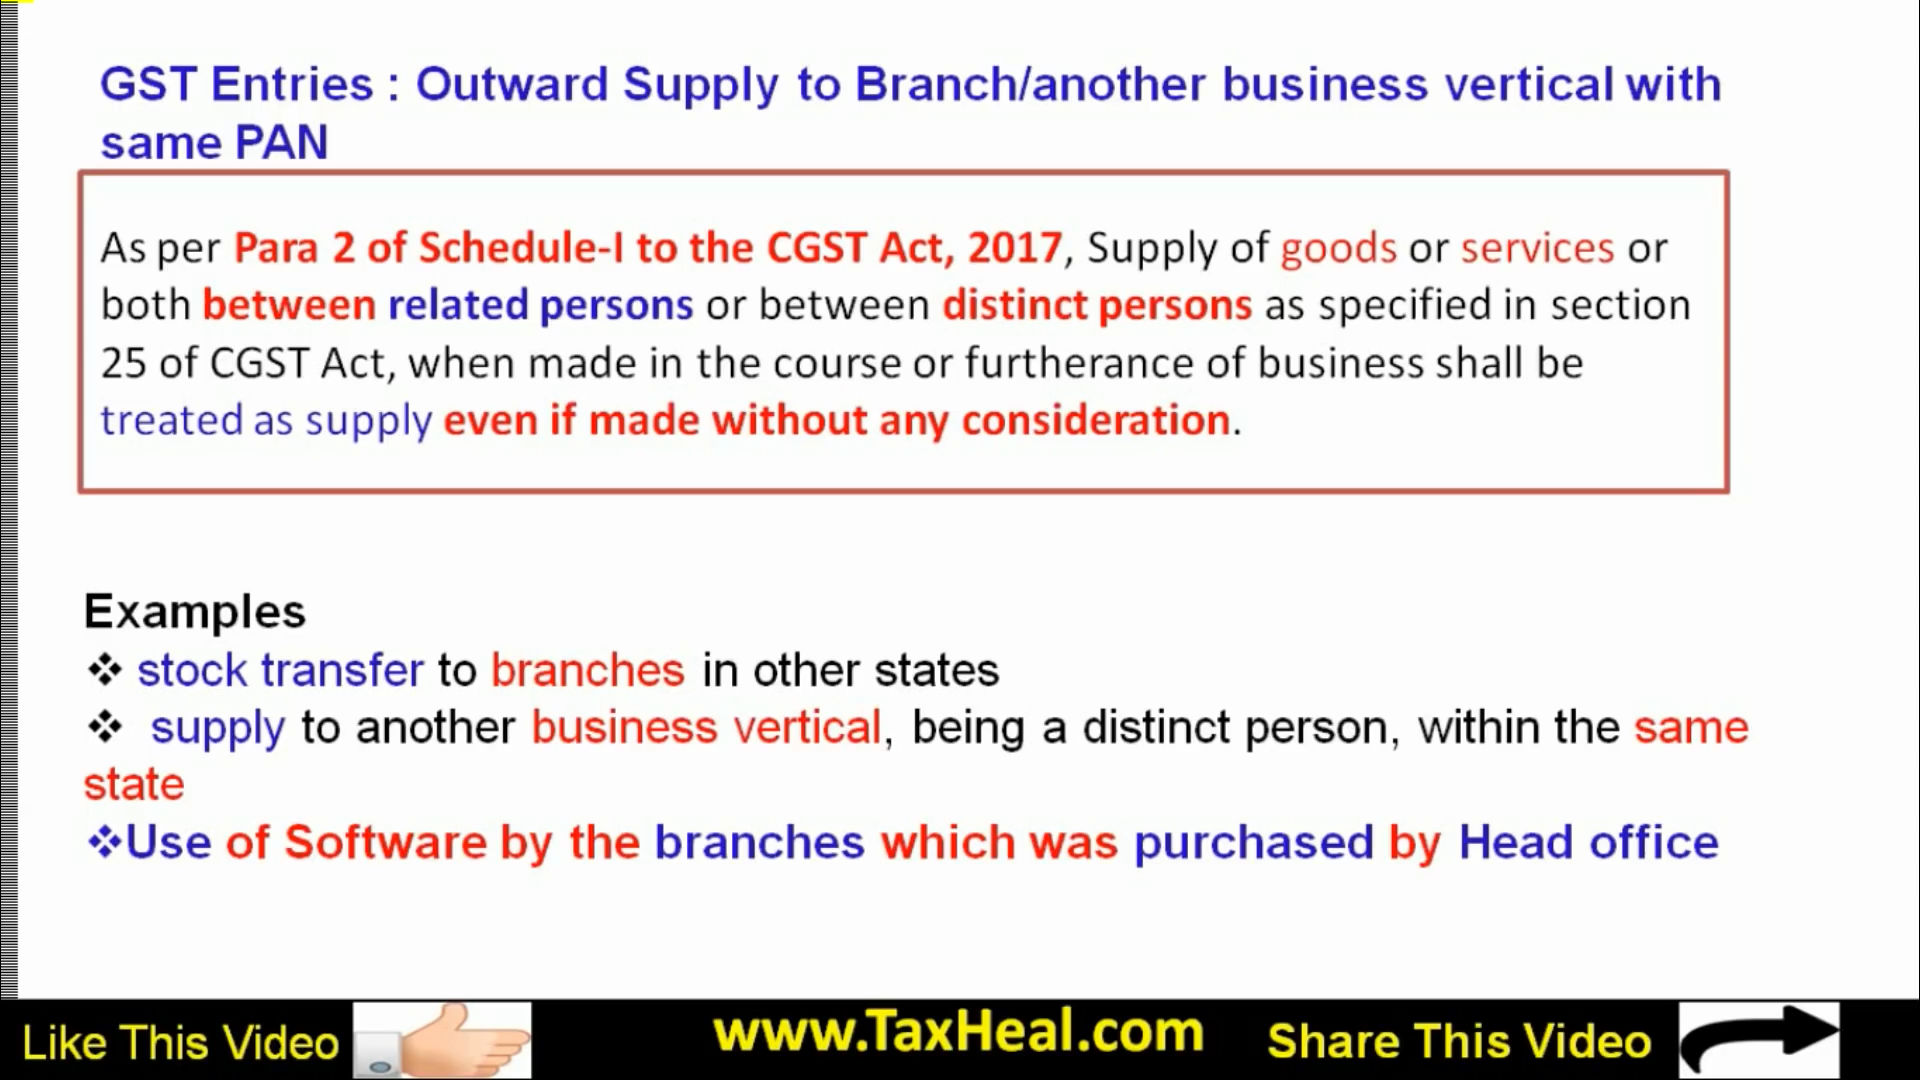 GST Entries : Outward Supply to Branch/another business vertical with
same PAN
As per Para 2 of Schedule-I to the CGST Act, 2017, Supply of goods or services or
both between related persons or between distinct persons as specified in section
25 of CGST Act, when made in the course or furtherance of business shall be
treated as supply even if made without any consideration.
Examples
❖ stock transfer to branches in other states
❖ supply to another business vertical, being a distinct person, within the same
state
❖Use of Software by the branches which was purchased by Head office
Like This Video www.TaxHeal.com Share This Video